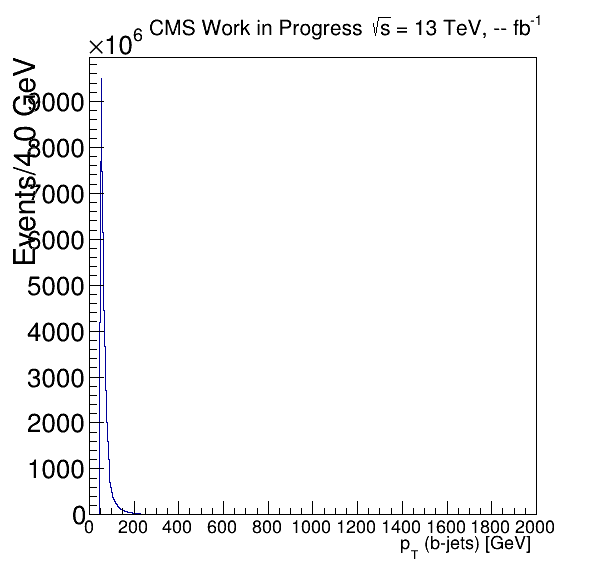 ×10⁶ CMS Work in Progress √s = 13 TeV, -- fb⁻¹
Events/4.0 GeV
9000
8000
7000
6000
5000
4000
3000
2000
1000
0
0 200 400 600 800 1000 1200 1400 1600 1800 2000
p_T (b-jets) [GeV]